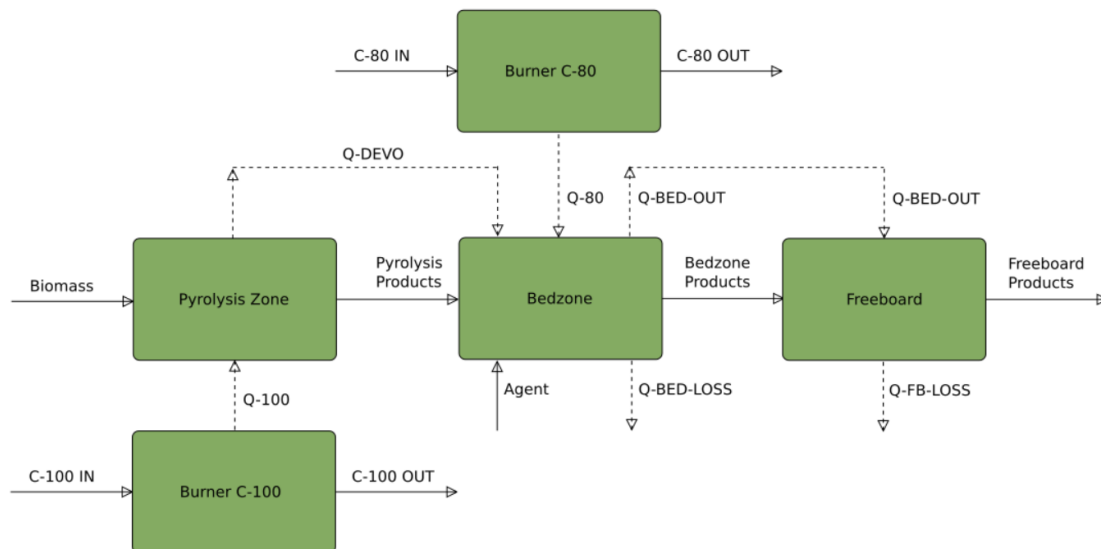 C-80 IN
Burner C-80
C-80 OUT
Q-DEVO
Q-80
Q-BED-OUT
Q-BED-OUT
Biomass
Pyrolysis Zone
Pyrolysis
Products
Bedzone
Bedzone
Products
Freeboard
Freeboard
Products
Q-100
Agent
Q-BED-LOSS
Q-FB-LOSS
C-100 IN
Burner C-100
C-100 OUT